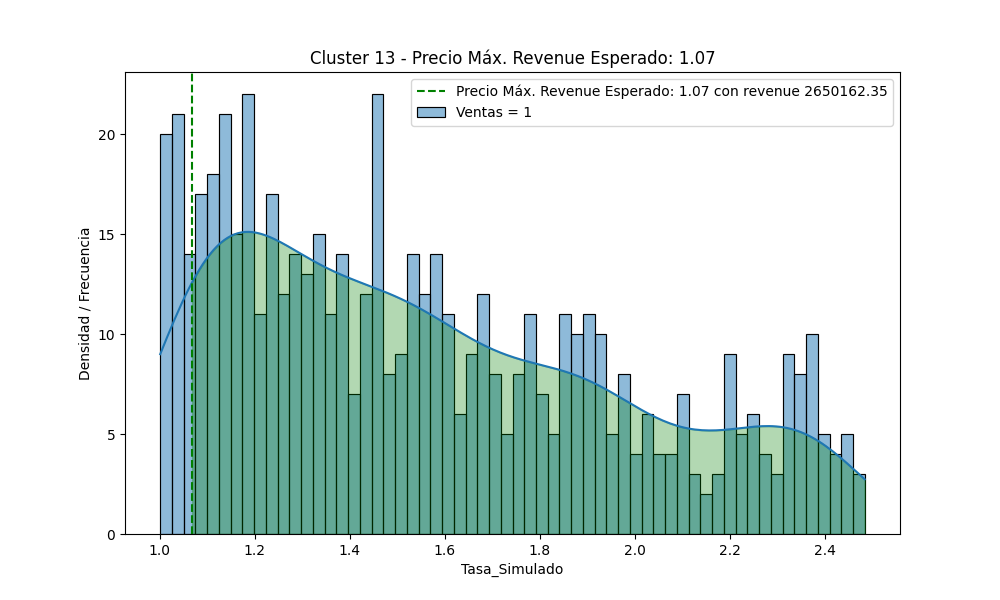 Cluster 13 - Precio Máx. Revenue Esperado: 1.07
Precio Máx. Revenue Esperado: 1.07 con revenue 2650162.35
Ventas = 1
Densidad / Frecuencia
20
15
10
5
0
1.0 1.2 1.4 1.6 1.8 2.0 2.2 2.4
Tasa_Simulado